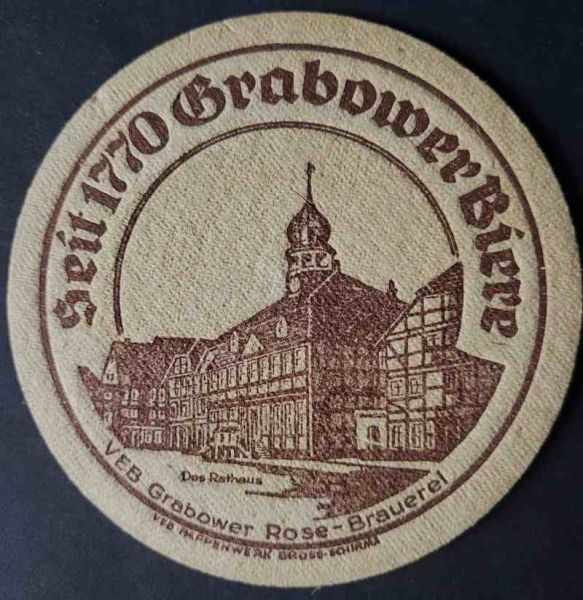 Seit 1770 Grabower Biere
Das Rathaus
VEB Grabower Rose-Brauerei
VEB PAPPENWERK GROSS-SCHIRMA